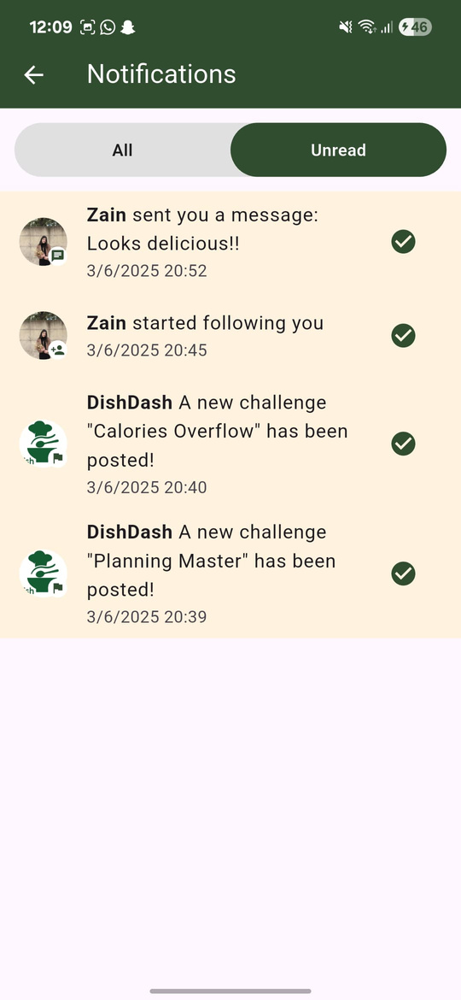 12:09
46
Notifications
All
Unread
Zain sent you a message:
Looks delicious!!
3/6/2025 20:52
Zain started following you
3/6/2025 20:45
DishDash A new challenge
"Calories Overflow" has been
posted!
3/6/2025 20:40
ish
DishDash A new challenge
"Planning Master" has been
posted!
3/6/2025 20:39
ish